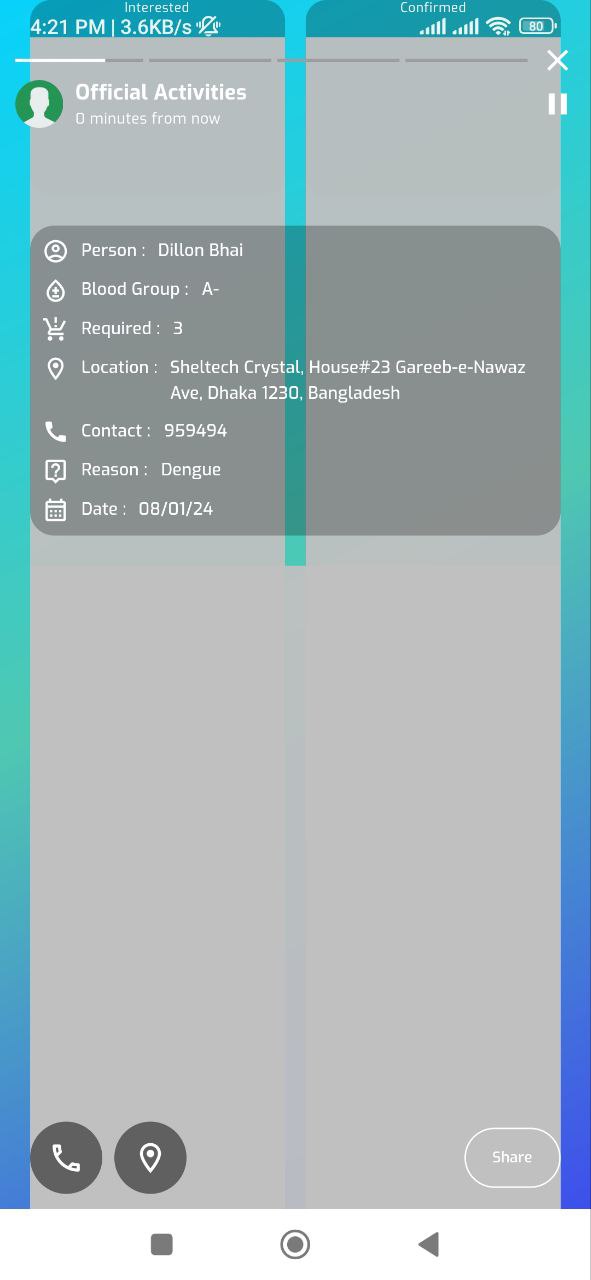 Interested Confirmed
4:21 PM | 3.6KB/s 80
Official Activities
0 minutes from now
Person : Dillon Bhai
Blood Group : A-
Required : 3
Location : Sheltech Crystal, House#23 Gareeb-e-Nawaz
Ave, Dhaka 1230, Bangladesh
Contact : 959494
Reason : Dengue
Date : 08/01/24
Share